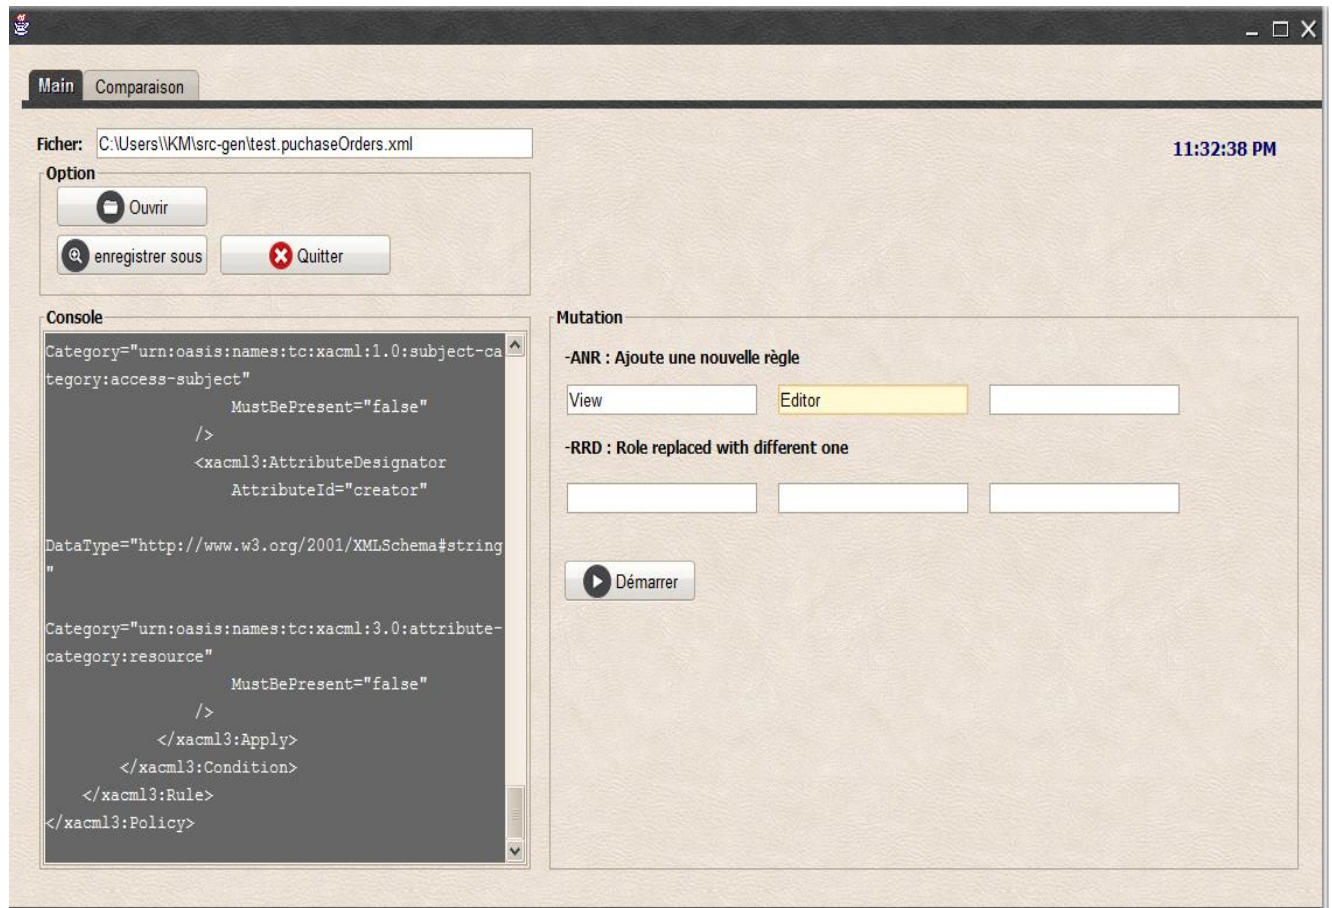 Main
Comparaison
Ficher:
C:\Users\\KM\src-gen\test.puchaseOrders.xml
11:32:38 PM
Option
Ouvrir
enregistrer sous
Quitter
Console
Category="urn:oasis:names:tc:xacml:1.0:subject-ca
tegory:access-subject"
MustBePresent="false"
/>
<xacml3:AttributeDesignator
AttributeId="creator"
DataType="http://www.w3.org/2001/XMLSchema#string
"
Category="urn:oasis:names:tc:xacml:3.0:attribute-
category:resource"
MustBePresent="false"
/>
</xacml3:Apply>
</xacml3:Condition>
</xacml3:Rule>
</xacml3:Policy>
Mutation
-ANR : Ajoute une nouvelle règle
View
Editor
-RRD : Role replaced with different one
Démarrer